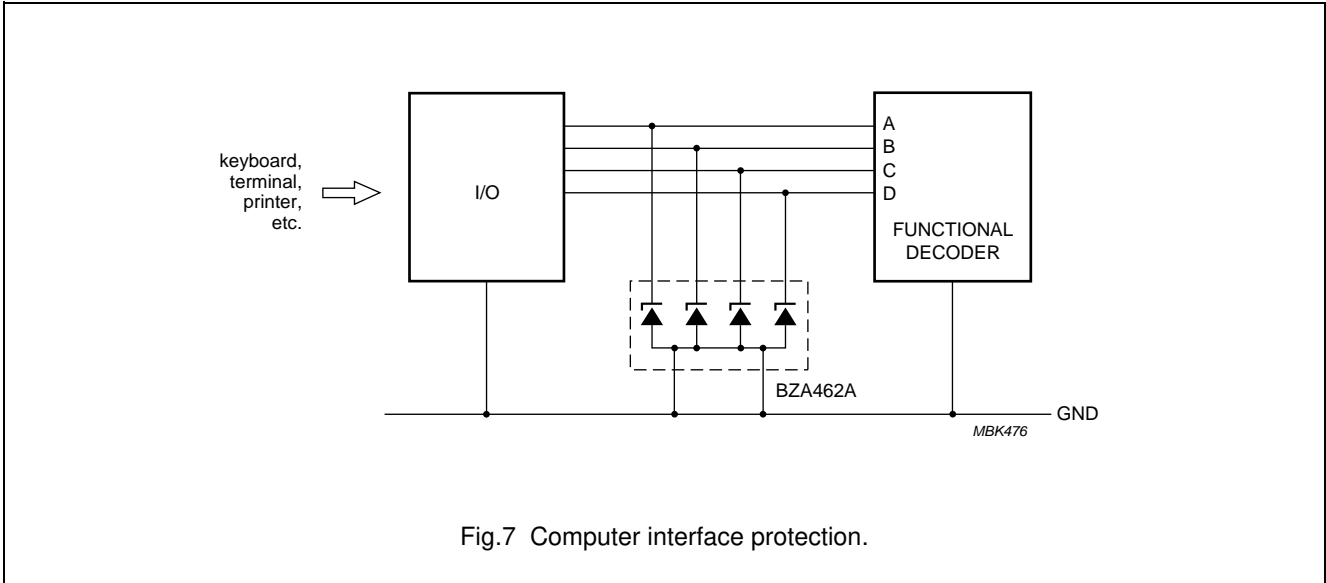 keyboard,
terminal,
printer,
etc.
I/O
A
B
C
D
FUNCTIONAL
DECODER
BZA462A
GND
MBK476
Fig.7 Computer interface protection.